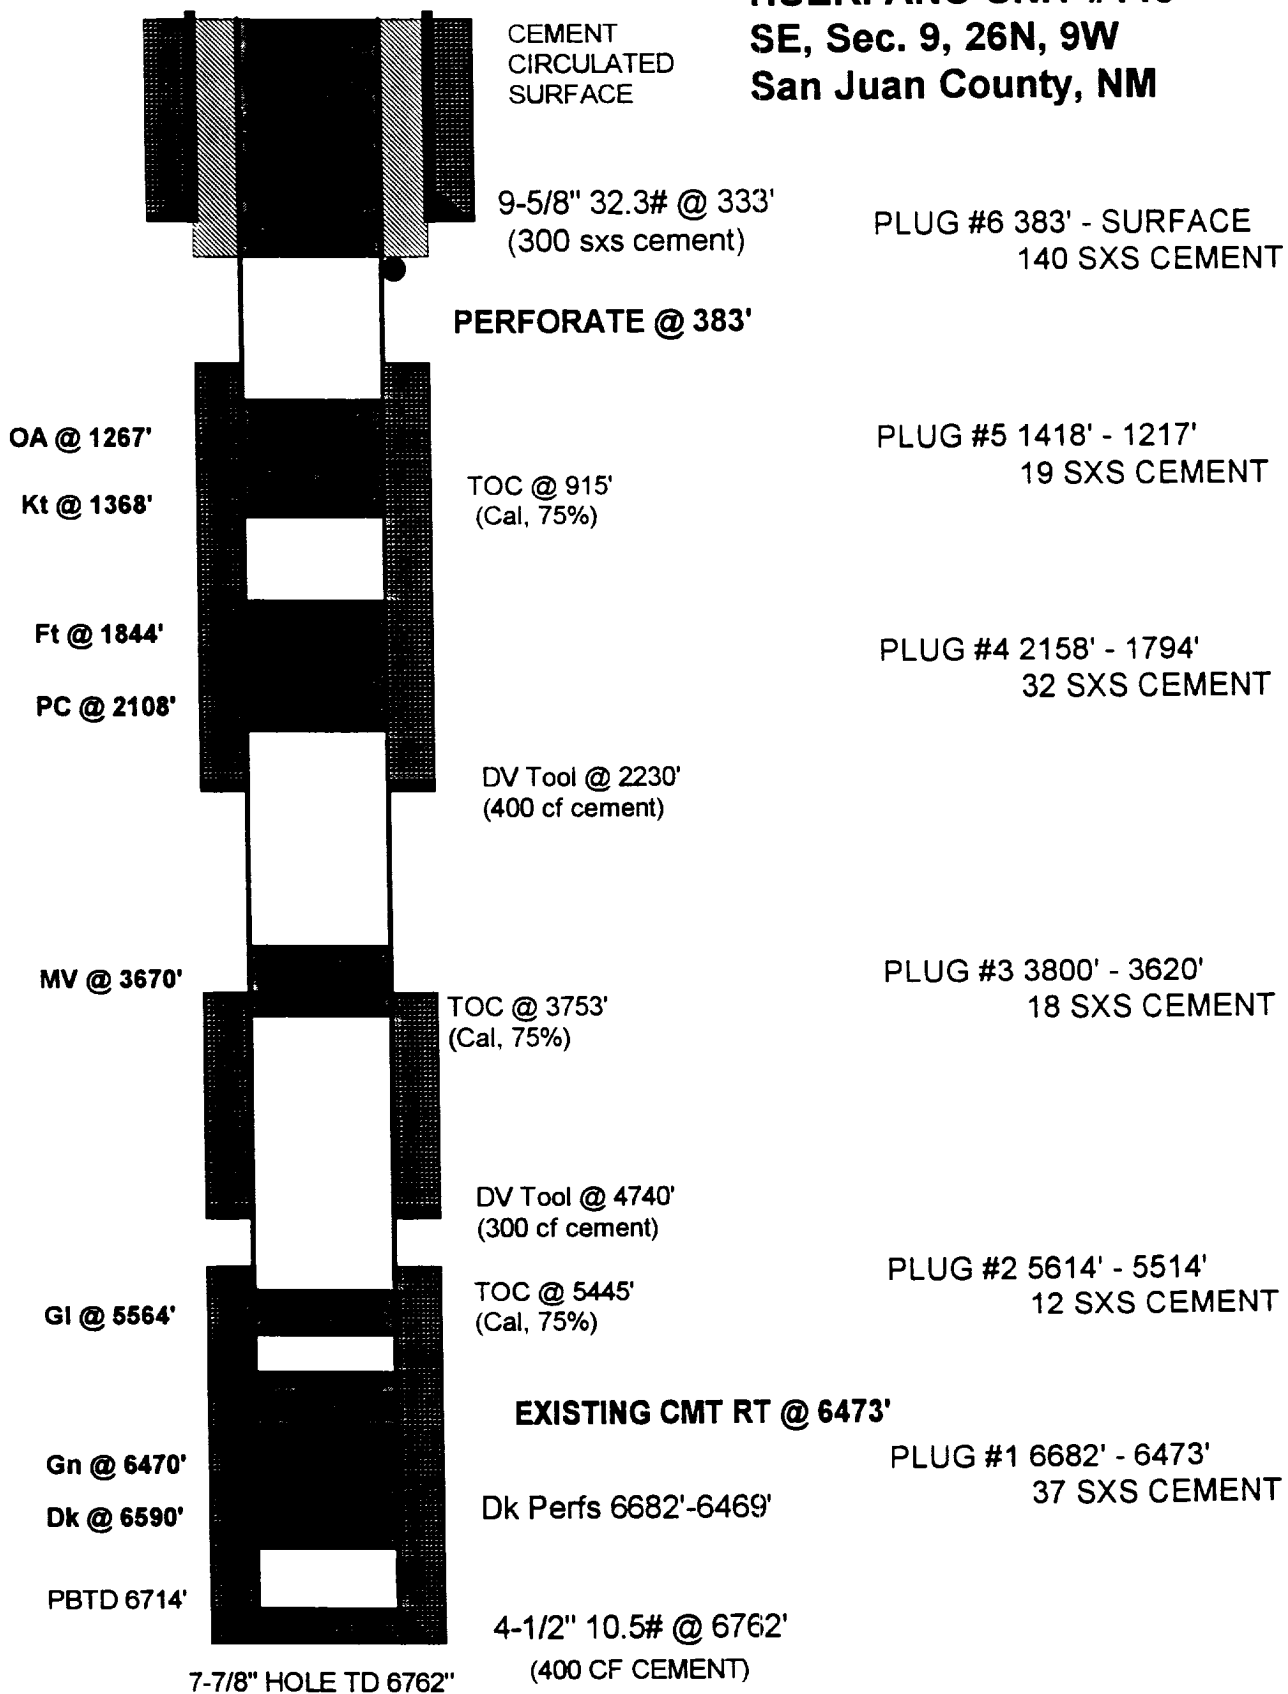 SE, Sec. 9, 26N, 9W
San Juan County, NM
CEMENT
CIRCULATED
SURFACE
9-5/8" 32.3# @ 333'
(300 sxs cement)
PLUG #6 383' - SURFACE
140 SXS CEMENT
PERFORATE @ 383'
OA @ 1267'
PLUG #5 1418' - 1217'
19 SXS CEMENT
Kt @ 1368'
TOC @ 915'
(Cal, 75%)
Ft @ 1844'
PLUG #4 2158' - 1794'
32 SXS CEMENT
PC @ 2108'
DV Tool @ 2230'
(400 cf cement)
MV @ 3670'
PLUG #3 3800' - 3620'
18 SXS CEMENT
TOC @ 3753'
(Cal, 75%)
DV Tool @ 4740'
(300 cf cement)
PLUG #2 5614' - 5514'
12 SXS CEMENT
GI @ 5564'
TOC @ 5445'
(Cal, 75%)
EXISTING CMT RT @ 6473'
Gn @ 6470'
PLUG #1 6682' - 6473'
37 SXS CEMENT
Dk @ 6590'
Dk Perfs 6682'-6469'
PBTD 6714'
4-1/2" 10.5# @ 6762'
(400 CF CEMENT)
7-7/8" HOLE TD 6762"